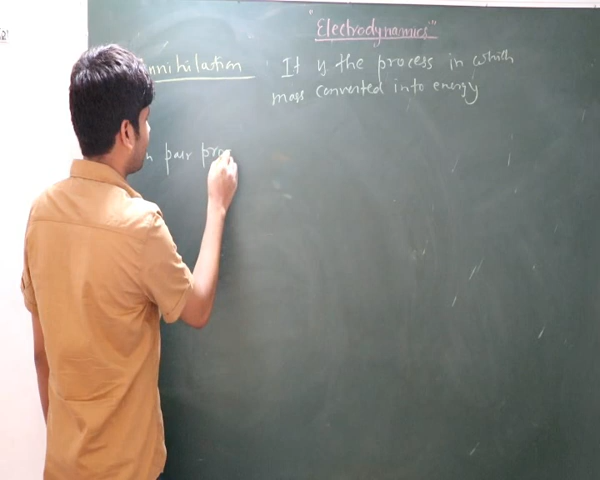 "Electrodynamics"
nnihilation It is the process in which
mass converted into energy
n pair pro